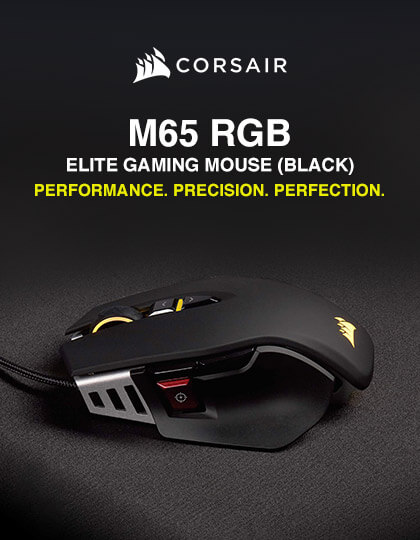 CORSAIR
M65 RGB
ELITE GAMING MOUSE (BLACK)
PERFORMANCE. PRECISION. PERFECTION.